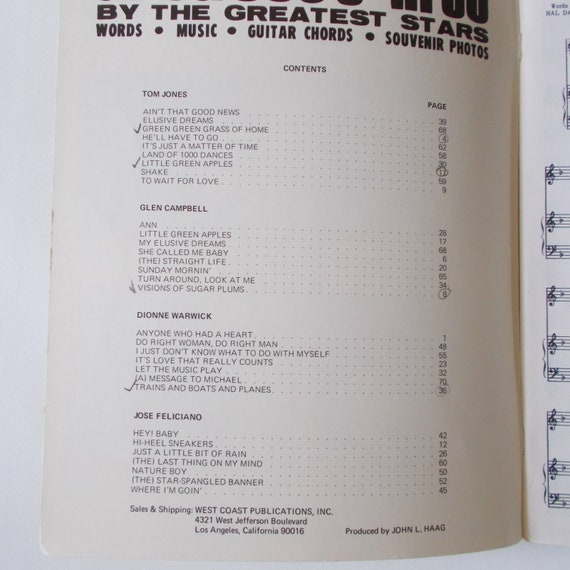 BY THE GREATEST STARS
WORDS • MUSIC • GUITAR CHORDS • SOUVENIR PHOTOS
CONTENTS
TOM JONES
PAGE
AIN'T THAT GOOD NEWS 39
ELUSIVE DREAMS 68
GREEN GREEN GRASS OF HOME 4
HE'LL HAVE TO GO 62
IT'S JUST A MATTER OF TIME 58
LAND OF 1000 DANCES 30
LITTLE GREEN APPLES 17
SHAKE 59
TO WAIT FOR LOVE 9
GLEN CAMPBELL
ANN 28
LITTLE GREEN APPLES 17
MY ELUSIVE DREAMS 68
SHE CALLED ME BABY 6
(THE) STRAIGHT LIFE 20
SUNDAY MORNIN' 65
TURN AROUND, LOOK AT ME 34
VISIONS OF SUGAR PLUMS 8
DIONNE WARWICK
ANYONE WHO HAD A HEART 1
DO RIGHT WOMAN, DO RIGHT MAN 48
I JUST DON'T KNOW WHAT TO DO WITH MYSELF 55
IT'S LOVE THAT REALLY COUNTS 23
LET THE MUSIC PLAY 32
(A) MESSAGE TO MICHAEL 70
TRAINS AND BOATS AND PLANES 36
JOSE FELICIANO
HEY! BABY 42
HI-HEEL SNEAKERS 12
JUST A LITTLE BIT OF RAIN 26
(THE) LAST THING ON MY MIND 60
NATURE BOY 50
(THE) STAR-SPANGLED BANNER 52
WHERE I'M GOIN' 45
Sales & Shipping: WEST COAST PUBLICATIONS, INC.
4321 West Jefferson Boulevard
Los Angeles, California 90016
Produced by JOHN L. HAAG
Words
HAL DA